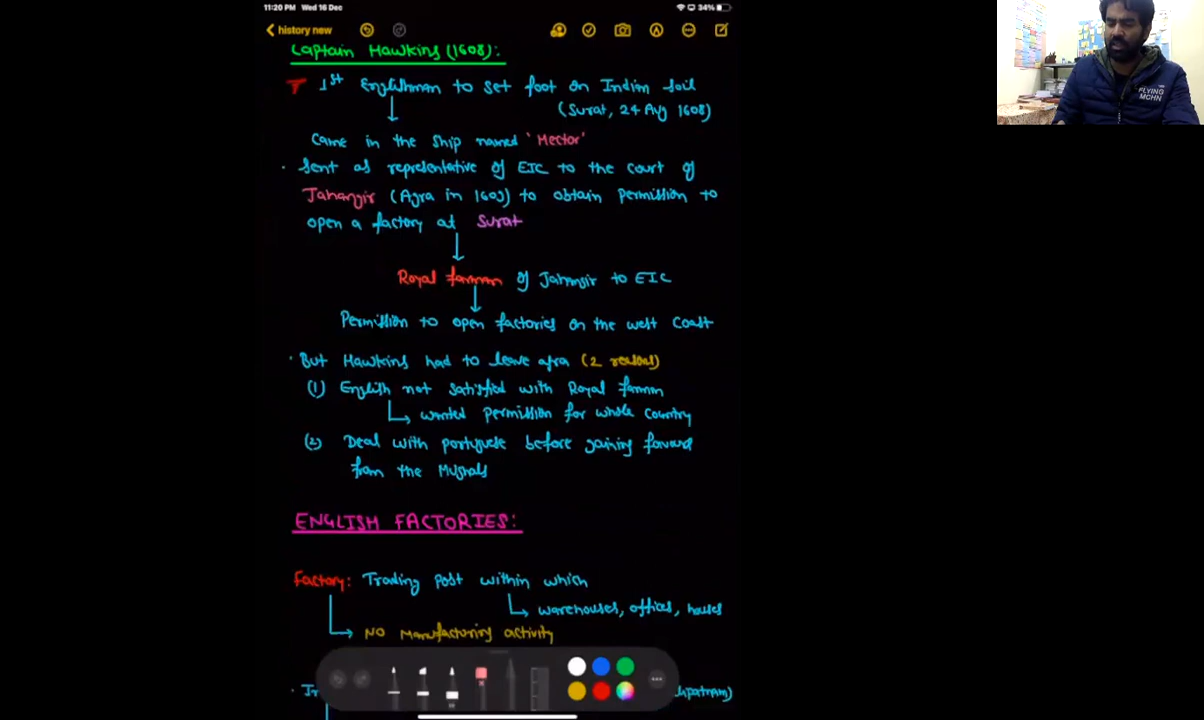 11:20 PM Wed 16 Dec
34%
history new
Captain Hawkins (1608):
1st Englishman to set foot on Indian soil
(Surat, 24 Aug 1608)
Came in the ship named 'Hector'
• Sent as representative of EIC to the court of
Jahangir (Agra in 1609) to obtain permission to
open a factory at Surat
Royal farman of Jahangir to EIC
Permission to open factories on the west coast
• But Hawkins had to leave agra (2 reasons)
(1) English not satisfied with Royal farman
wanted permission for whole country
(2) Deal with portuguese before gaining forward
from the Mughals
ENGLISH FACTORIES:
Factory: Trading post within which
warehouses, offices, houses
NO Manufacturing activity
FLYING
MCHN